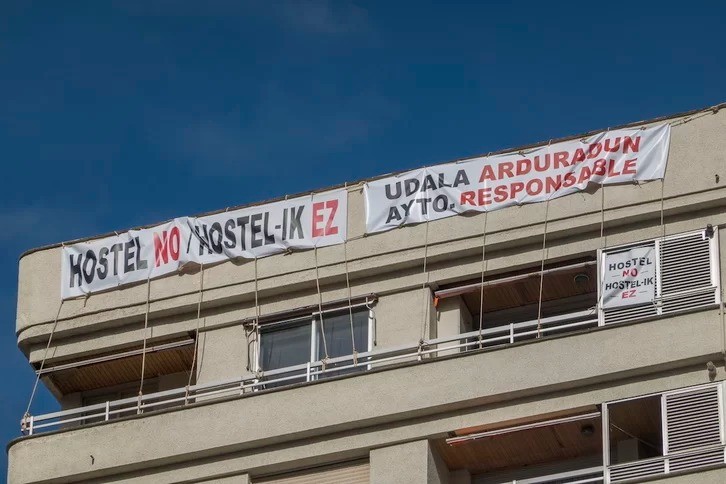 HOSTEL NO / HOSTEL-IK EZ
UDALA ARDURADUN
AYTO. RESPONSABLE
HOSTEL
NO
HOSTEL-IK
EZ